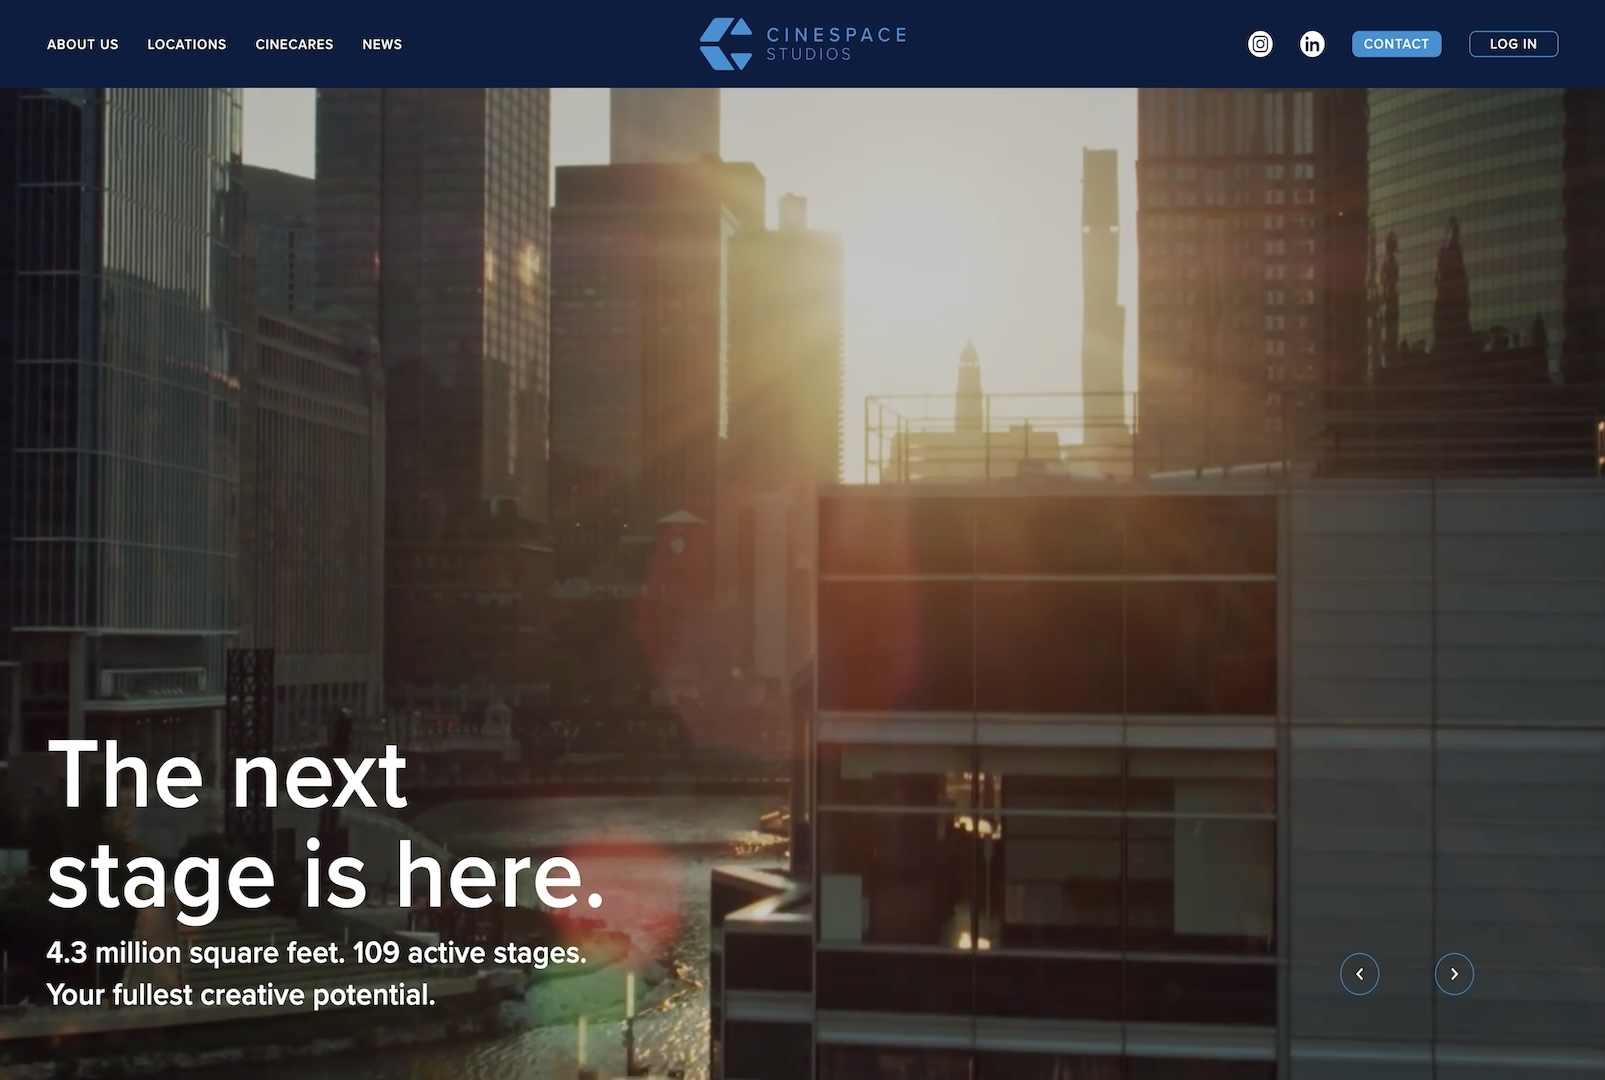 ABOUT US
LOCATIONS
CINECARES
NEWS
CINESPACE
STUDIOS
CONTACT
LOG IN
The next
stage is here.
4.3 million square feet. 109 active stages.
Your fullest creative potential.